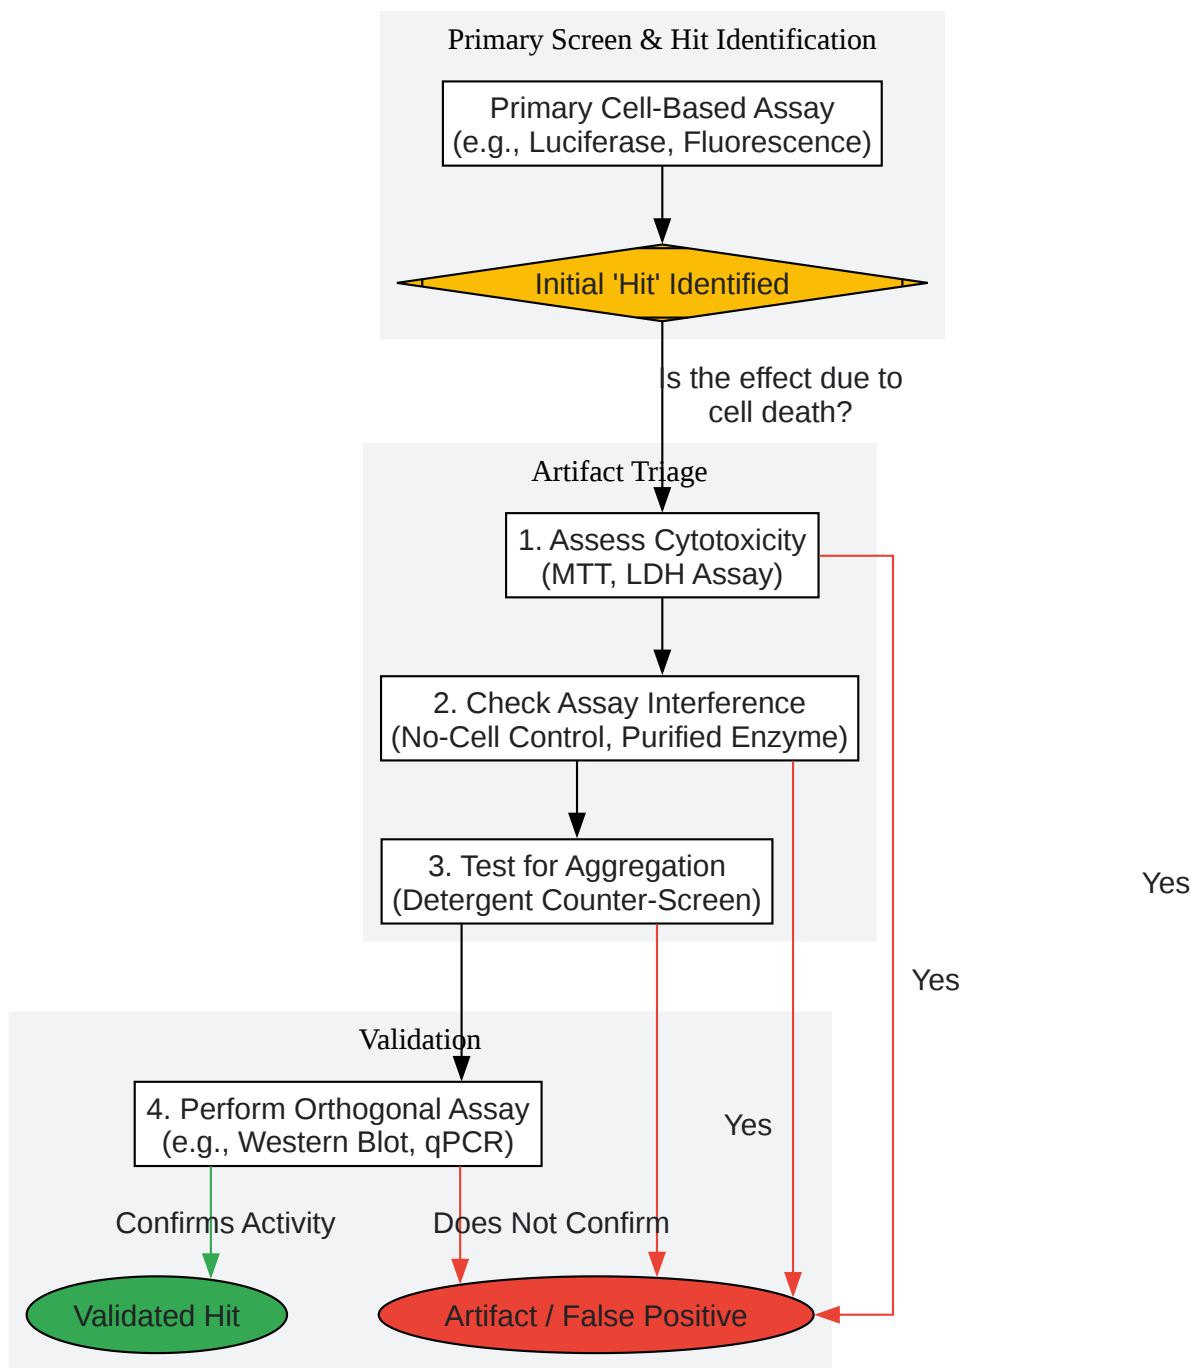 Primary Screen & Hit Identification
Primary Cell-Based Assay
(e.g., Luciferase, Fluorescence)
Initial 'Hit' Identified
Is the effect due to
cell death?
Artifact Triage
1. Assess Cytotoxicity
(MTT, LDH Assay)
2. Check Assay Interference
(No-Cell Control, Purified Enzyme)
3. Test for Aggregation
(Detergent Counter-Screen)
Yes
Yes
Validation
4. Perform Orthogonal Assay
(e.g., Western Blot, qPCR)
Yes
Confirms Activity
Does Not Confirm
Validated Hit
Artifact / False Positive